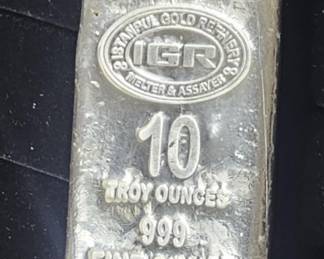 ISTANBUL GOLD REFINERY
IGR
MELTER & ASSAYER
10
TROY OUNCES
999